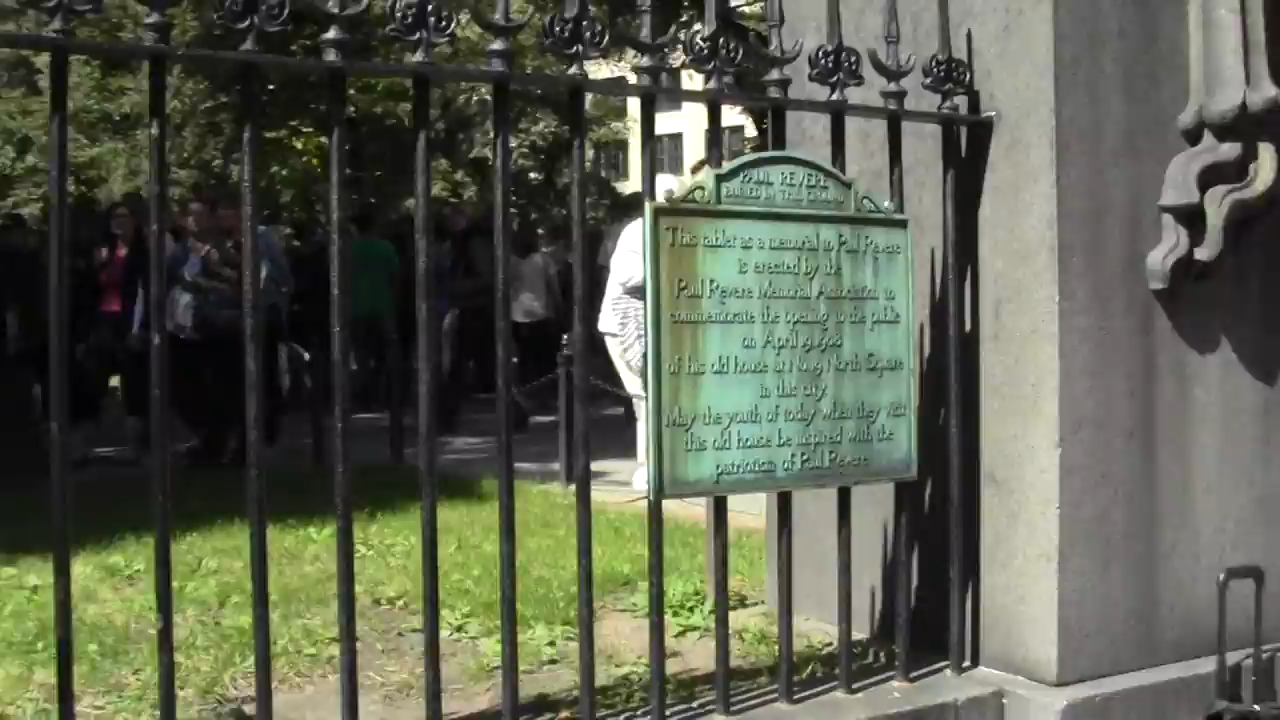 PAUL REVERE
BURIED IN THIS GROUND
This tablet as a memorial to Paul Revere
is erected by the
Paul Revere Memorial Association to
commemorate the opening to the public
on April 19, 1908
of his old house at No. 19 North Square
in this city.
May the youth of today when they visit
this old house be inspired with the
patriotism of Paul Revere